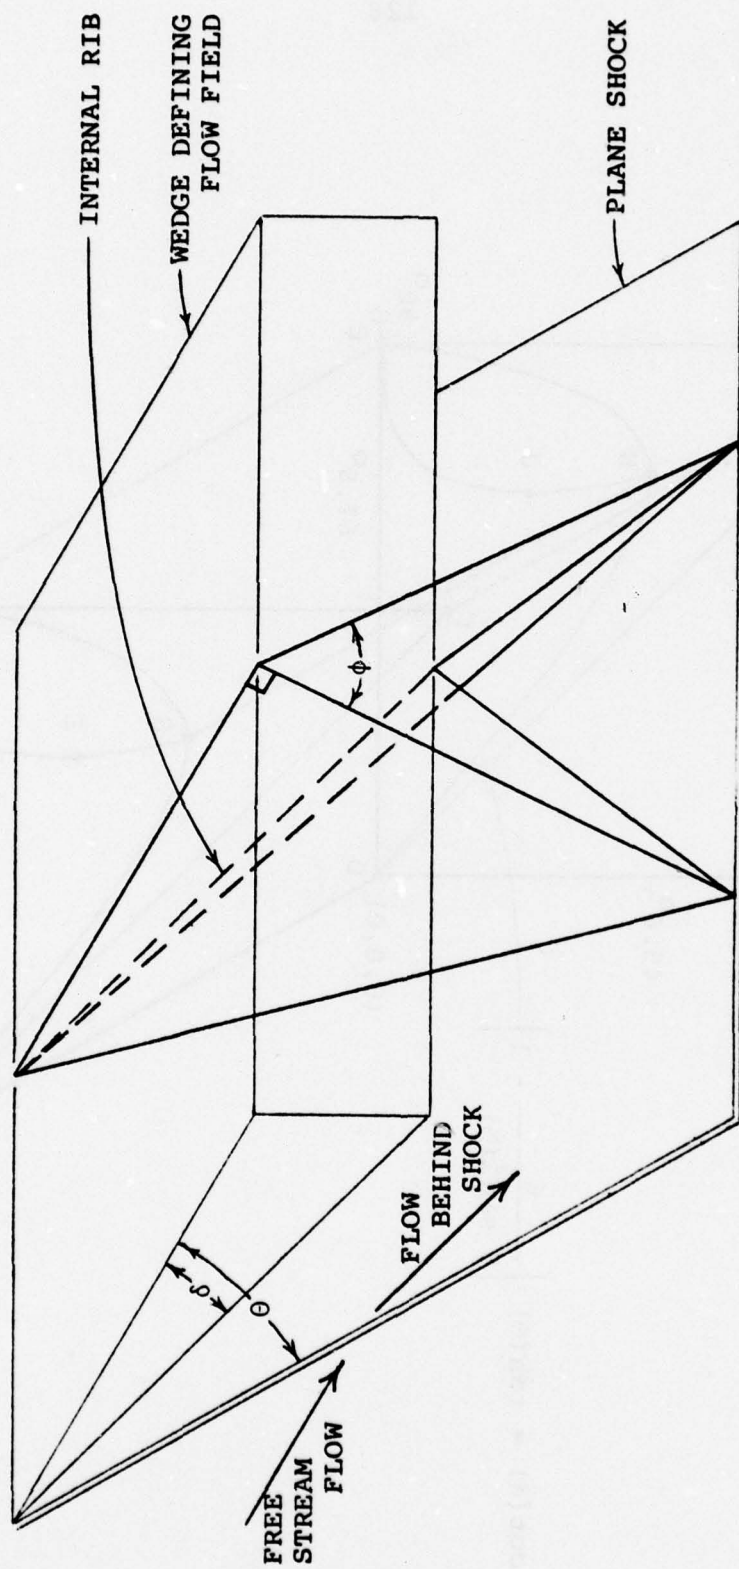 INTERNAL RIB
WEDGE DEFINING
FLOW FIELD
PLANE SHOCK
ϕ
δ
θ
FLOW
BEHIND
SHOCK
FREE
STREAM
FLOW